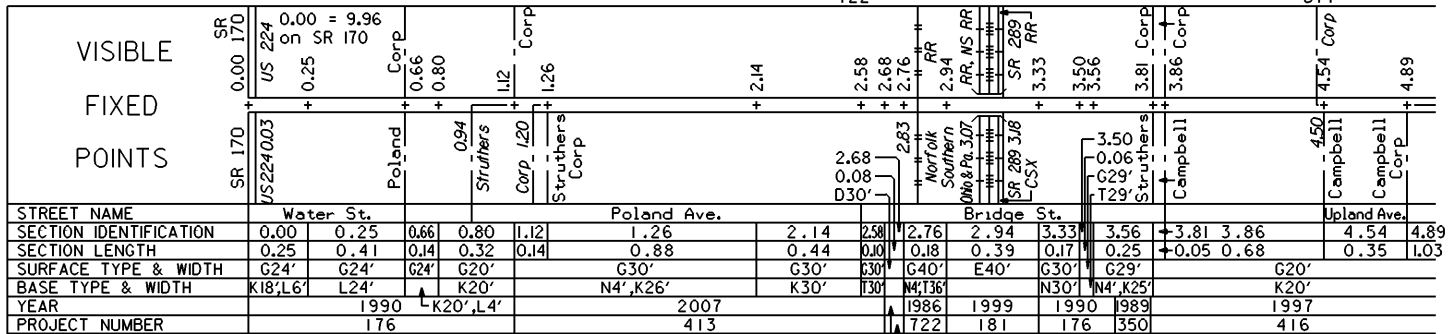 VISIBLE
FIXED
POINTS
SR 170
0.00
US 224
0.00 = 9.96
on SR 170
0.25
Corp
0.66
0.80
1.12
Corp
1.26
2.14
2.58
2.68
2.76
RR
2.94
RR, NS RR
SR 289
RR
3.33
3.50
3.56
3.81 Corp
3.86 Corp
4.54 Corp
4.89
SR 170
US224 0.03
Poland
0.94
Struthers
Corp 1.20
Struthers
Corp
2.83
Norfolk
Southern
Ohio & Pa. 3.07
SR 289 3.18
CSX
Struthers
Campbell
4.50
Campbell
Campbell
Corp
2.68
0.08
D30'
3.50
0.06
G29'
T29'
STREET NAME Water St. Poland Ave. Bridge St. Upland Ave.
SECTION IDENTIFICATION 0.00 0.25 0.66 0.80 1.12 1.26 2.14 2.58 2.76 2.94 3.33 3.56 3.81 3.86 4.54 4.89
SECTION LENGTH 0.25 0.41 0.14 0.32 0.14 0.88 0.44 0.10 0.18 0.39 0.17 0.25 0.05 0.68 0.35 1.03
SURFACE TYPE & WIDTH G24' G24' G24' G20' G30' G30' G30' G40' E40' G30' G29' G20'
BASE TYPE & WIDTH K18',L6' L24' K20',L4' K20' N4',K26' K30' T30' N4',T36' N30' N4',K25' K20'
YEAR 1990 2007 1986 1999 1990 1989 1997
PROJECT NUMBER 176 413 722 181 176 350 416